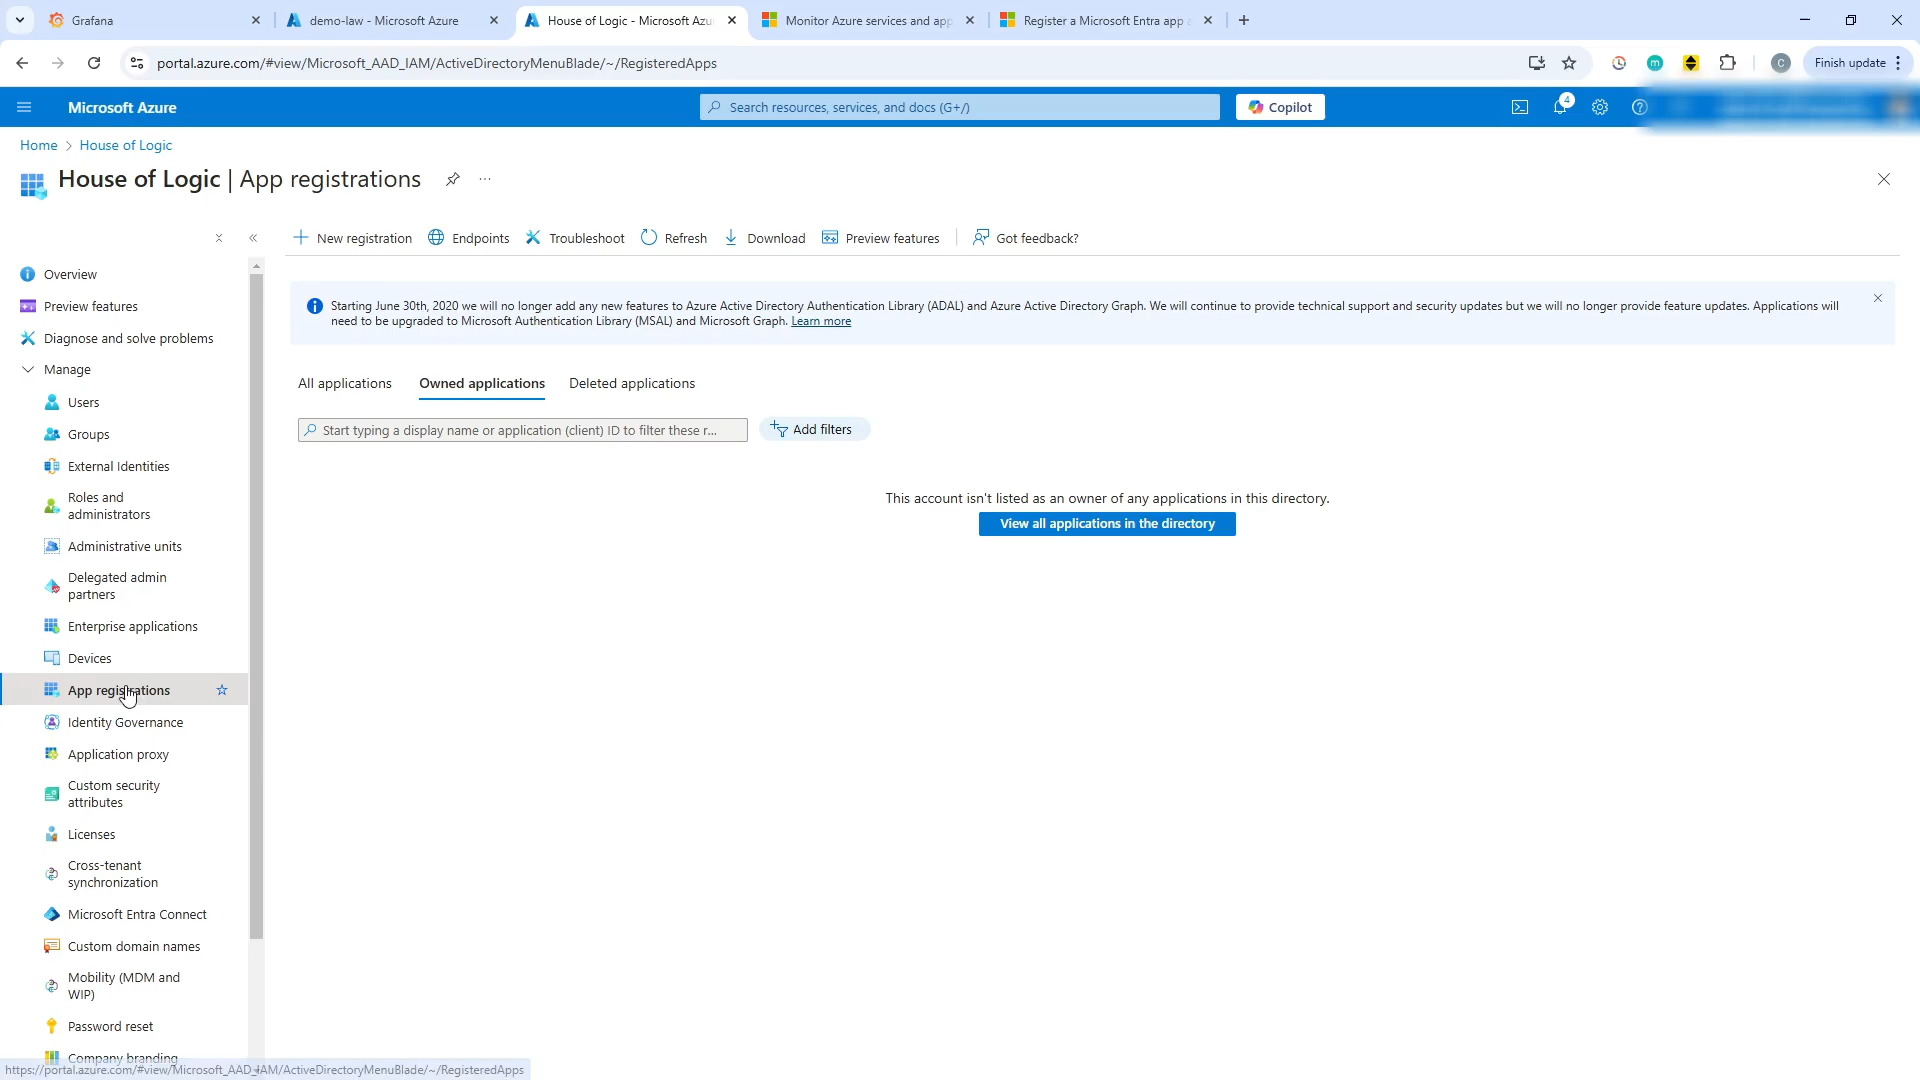 Grafana
demo-law - Microsoft Azure
House of Logic - Microsoft Azu
Monitor Azure services and app
Register a Microsoft Entra app a
portal.azure.com/#view/Microsoft_AAD_IAM/ActiveDirectoryMenuBlade/~/RegisteredApps
C
Finish update
Microsoft Azure
Search resources, services, and docs (G+/)
Copilot
4
Home > House of Logic
House of Logic | App registrations
New registration
Endpoints
Troubleshoot
Refresh
Download
Preview features
Got feedback?
Overview
Preview features
Diagnose and solve problems
Manage
Users
Groups
External Identities
Roles and
administrators
Administrative units
Delegated admin
partners
Enterprise applications
Devices
App registrations
Identity Governance
Application proxy
Custom security
attributes
Licenses
Cross-tenant
synchronization
Microsoft Entra Connect
Custom domain names
Mobility (MDM and
WIP)
Password reset
Company branding
Starting June 30th, 2020 we will no longer add any new features to Azure Active Directory Authentication Library (ADAL) and Azure Active Directory Graph. We will continue to provide technical support and security updates but we will no longer provide feature updates. Applications will
need to be upgraded to Microsoft Authentication Library (MSAL) and Microsoft Graph. Learn more
All applications
Owned applications
Deleted applications
Start typing a display name or application (client) ID to filter these r...
Add filters
This account isn't listed as an owner of any applications in this directory.
View all applications in the directory
https://portal.azure.com/#view/Microsoft_AAD_IAM/ActiveDirectoryMenuBlade/~/RegisteredApps